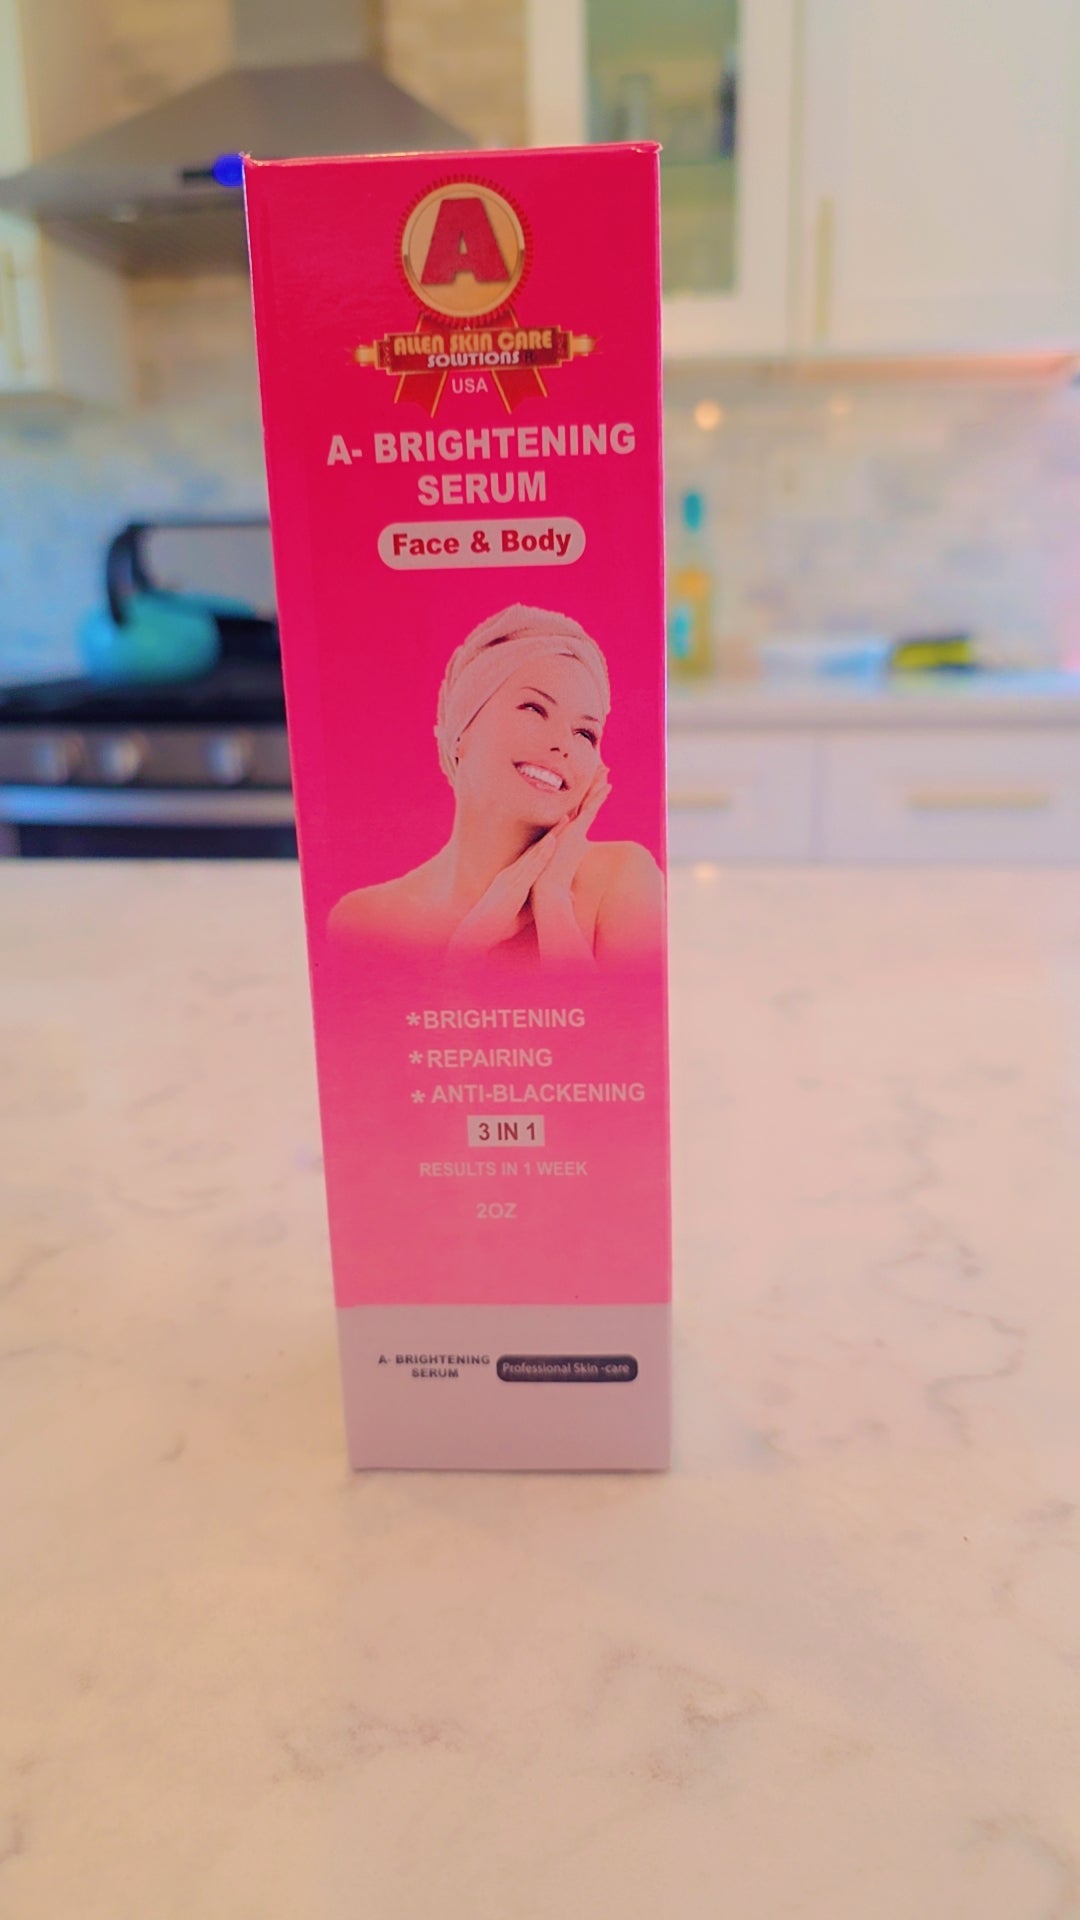 A
ALLEN SKIN CARE
SOLUTIONS
USA
A- BRIGHTENING
SERUM
Face & Body
*BRIGHTENING
*REPAIRING
* ANTI-BLACKENING
3 IN 1
RESULTS IN 1 WEEK
2OZ
A- BRIGHTENING
SERUM
Professional Skin -care